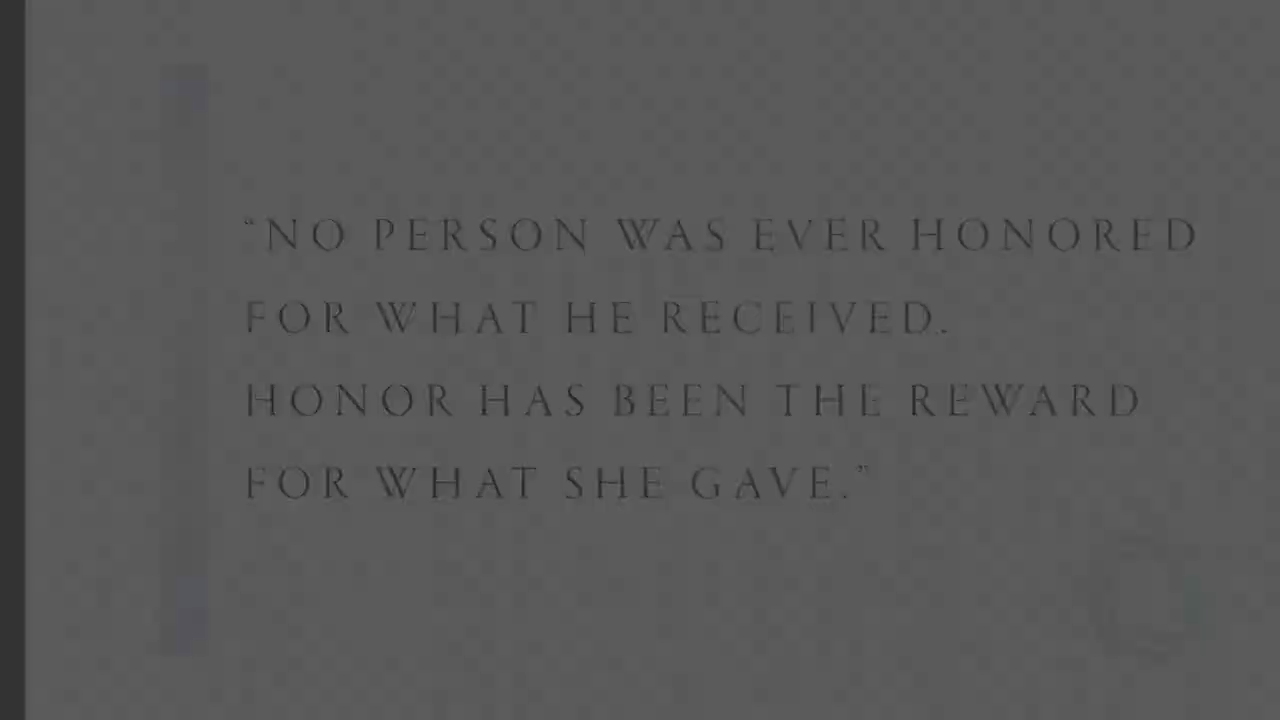 “NO PERSON WAS EVER HONORED
FOR WHAT HE RECEIVED.
HONOR HAS BEEN THE REWARD
FOR WHAT SHE GAVE.”